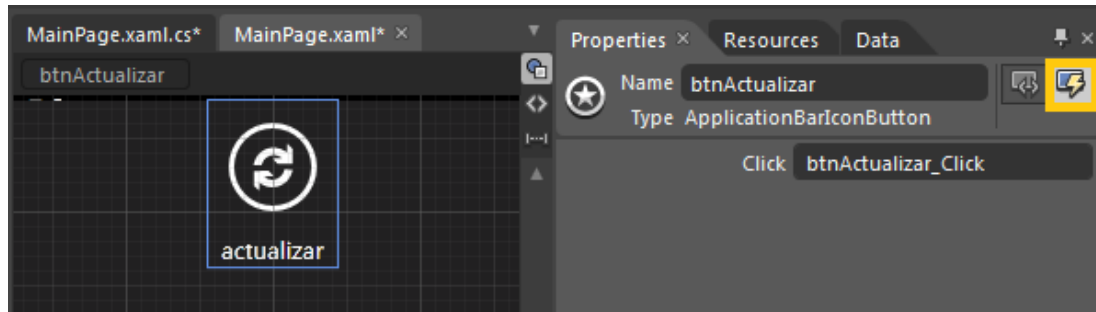 MainPage.xaml.cs* MainPage.xaml* ×
btnActualizar
actualizar
Properties × Resources Data
Name btnActualizar
Type ApplicationBarIconButton
Click btnActualizar_Click